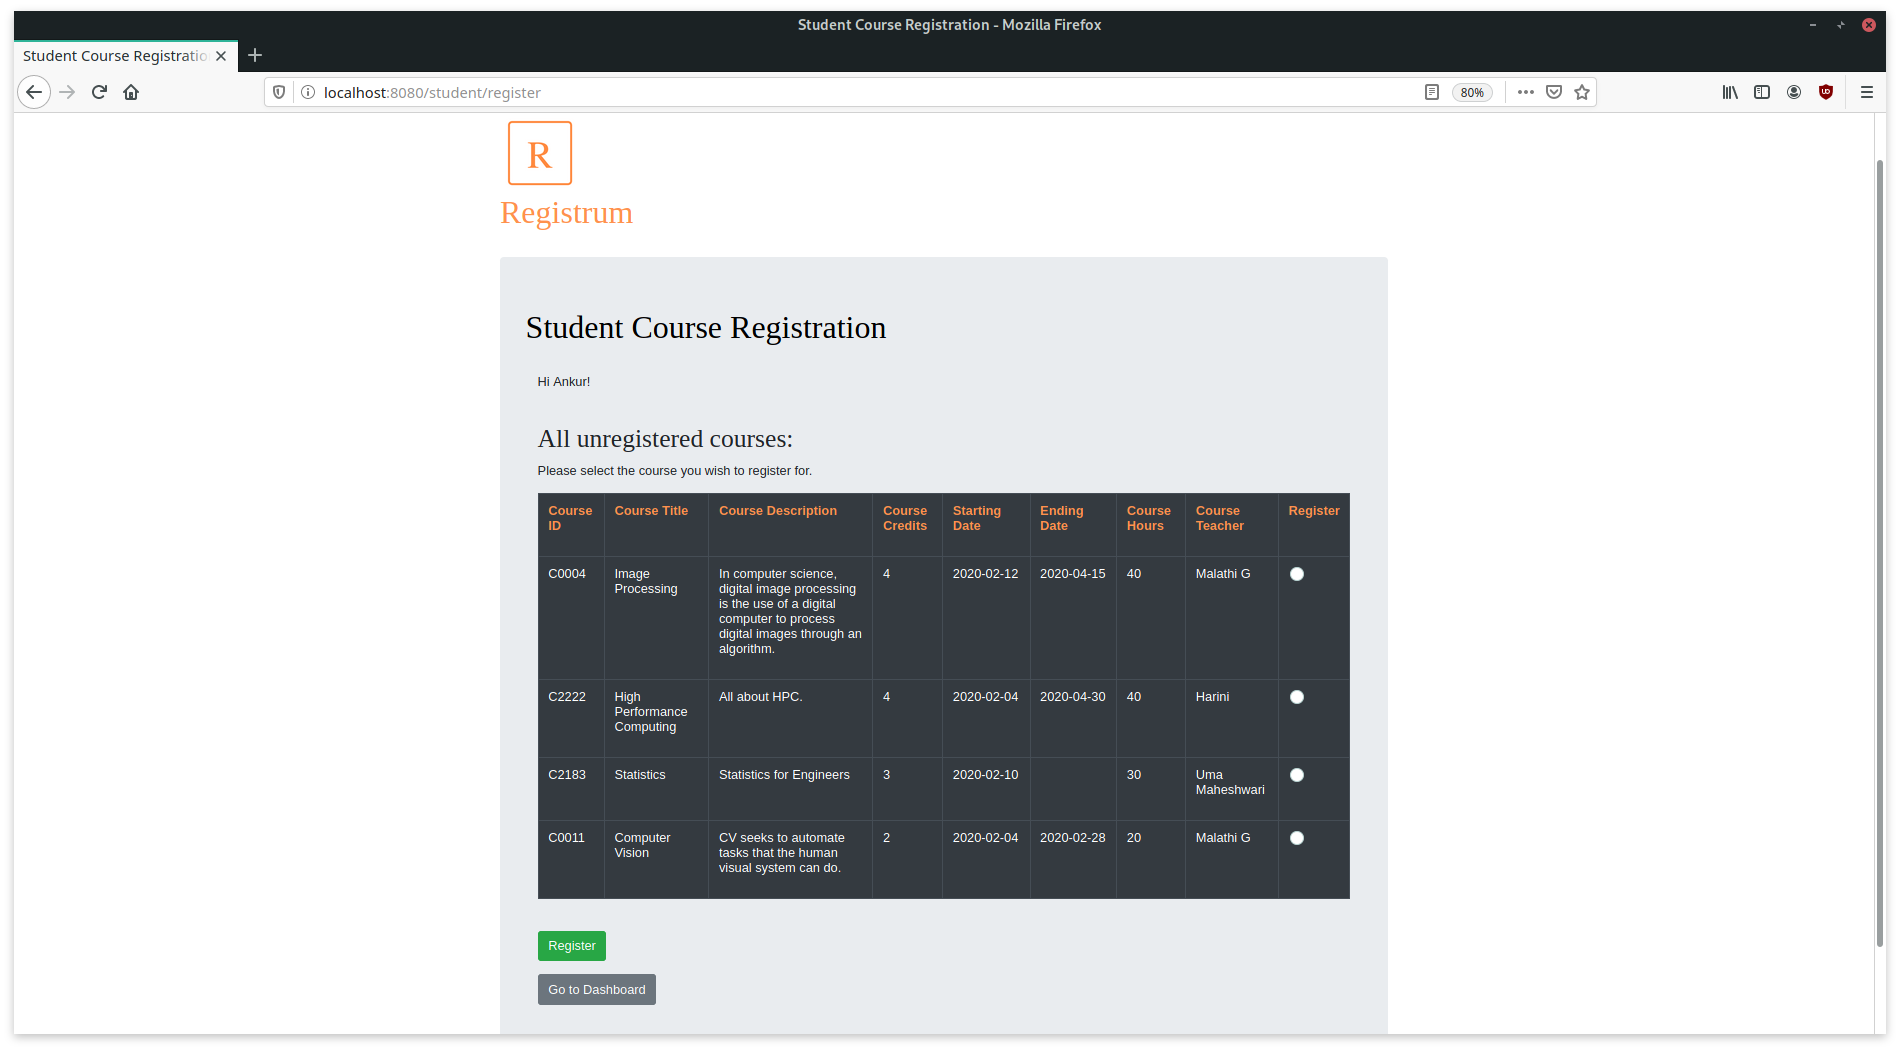 Student Course Registration - Mozilla Firefox
Student Course Registratio
localhost:8080/student/register
80%
R
Registrum
Student Course Registration
Hi Ankur!
All unregistered courses:
Please select the course you wish to register for.
Course ID Course Title Course Description Course Credits Starting Date Ending Date Course Hours Course Teacher Register
C0004 Image Processing In computer science, digital image processing is the use of a digital computer to process digital images through an algorithm. 4 2020-02-12 2020-04-15 40 Malathi G
C2222 High Performance Computing All about HPC. 4 2020-02-04 2020-04-30 40 Harini
C2183 Statistics Statistics for Engineers 3 2020-02-10 30 Uma Maheshwari
C0011 Computer Vision CV seeks to automate tasks that the human visual system can do. 2 2020-02-04 2020-02-28 20 Malathi G
Register
Go to Dashboard